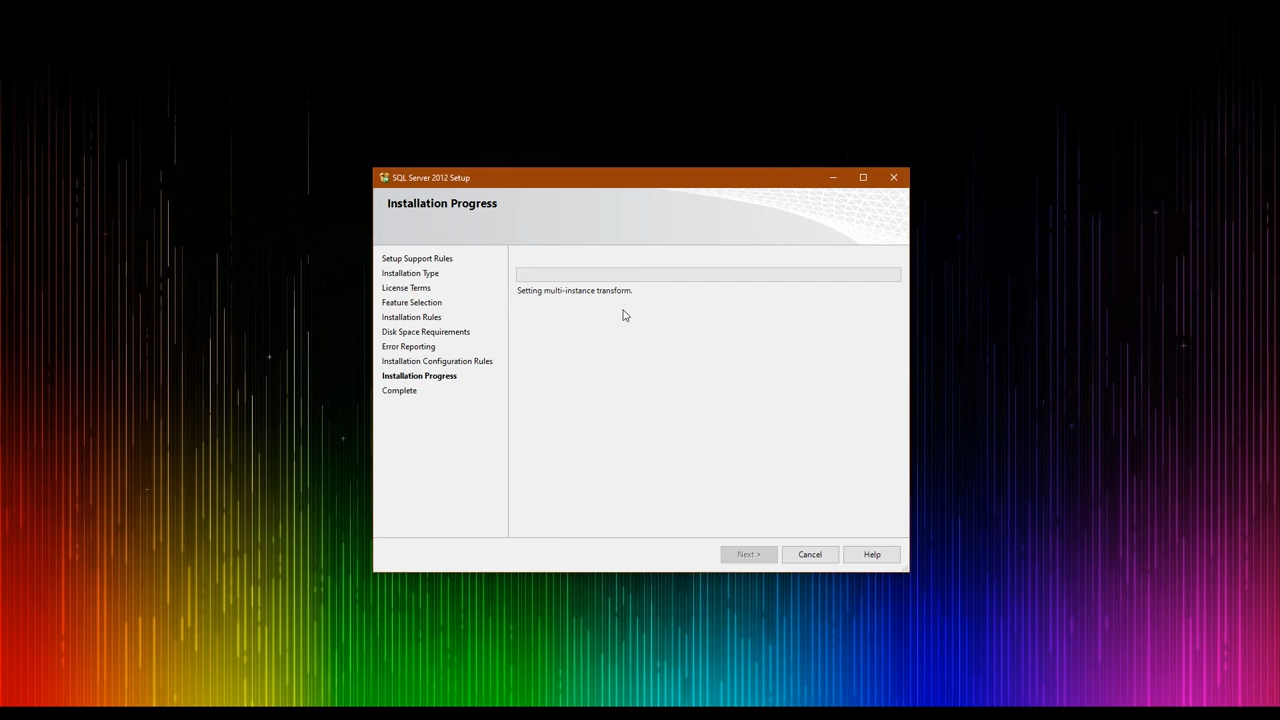 SQL Server 2012 Setup
Installation Progress
Setup Support Rules
Installation Type
License Terms
Feature Selection
Installation Rules
Disk Space Requirements
Error Reporting
Installation Configuration Rules
Installation Progress
Complete
Setting multi-instance transform.
Next >
Cancel
Help